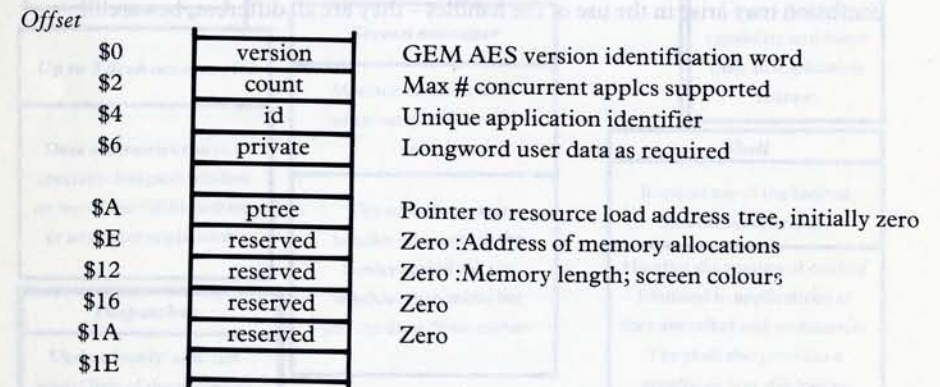 Offset
$0 version GEM AES version identification word
$2 count Max # concurrent applcs supported
$4 id Unique application identifier
$6 private Longword user data as required
$A ptree Pointer to resource load address tree, initially zero
$E reserved Zero :Address of memory allocations
$12 reserved Zero :Memory length; screen colours
$16 reserved Zero
$1A reserved Zero
$1E